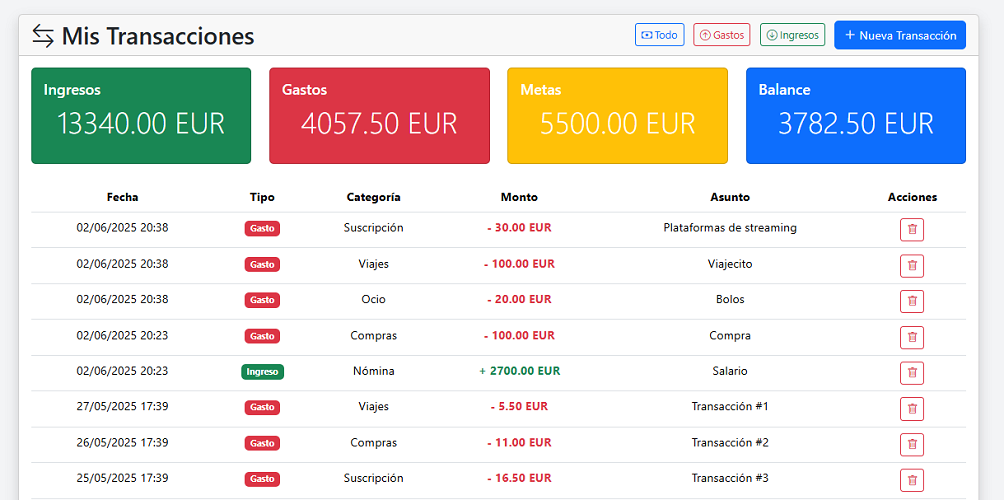 Mis Transacciones
Todo Gastos Ingresos + Nueva Transacción
Ingresos
13340.00 EUR
Gastos
4057.50 EUR
Metas
5500.00 EUR
Balance
3782.50 EUR
Fecha Tipo Categoría Monto Asunto Acciones
02/06/2025 20:38 Gasto Suscripción - 30.00 EUR Plataformas de streaming
02/06/2025 20:38 Gasto Viajes - 100.00 EUR Viajecito
02/06/2025 20:38 Gasto Ocio - 20.00 EUR Bolos
02/06/2025 20:23 Gasto Compras - 100.00 EUR Compra
02/06/2025 20:23 Ingreso Nómina + 2700.00 EUR Salario
27/05/2025 17:39 Gasto Viajes - 5.50 EUR Transacción #1
26/05/2025 17:39 Gasto Compras - 11.00 EUR Transacción #2
25/05/2025 17:39 Gasto Suscripción - 16.50 EUR Transacción #3